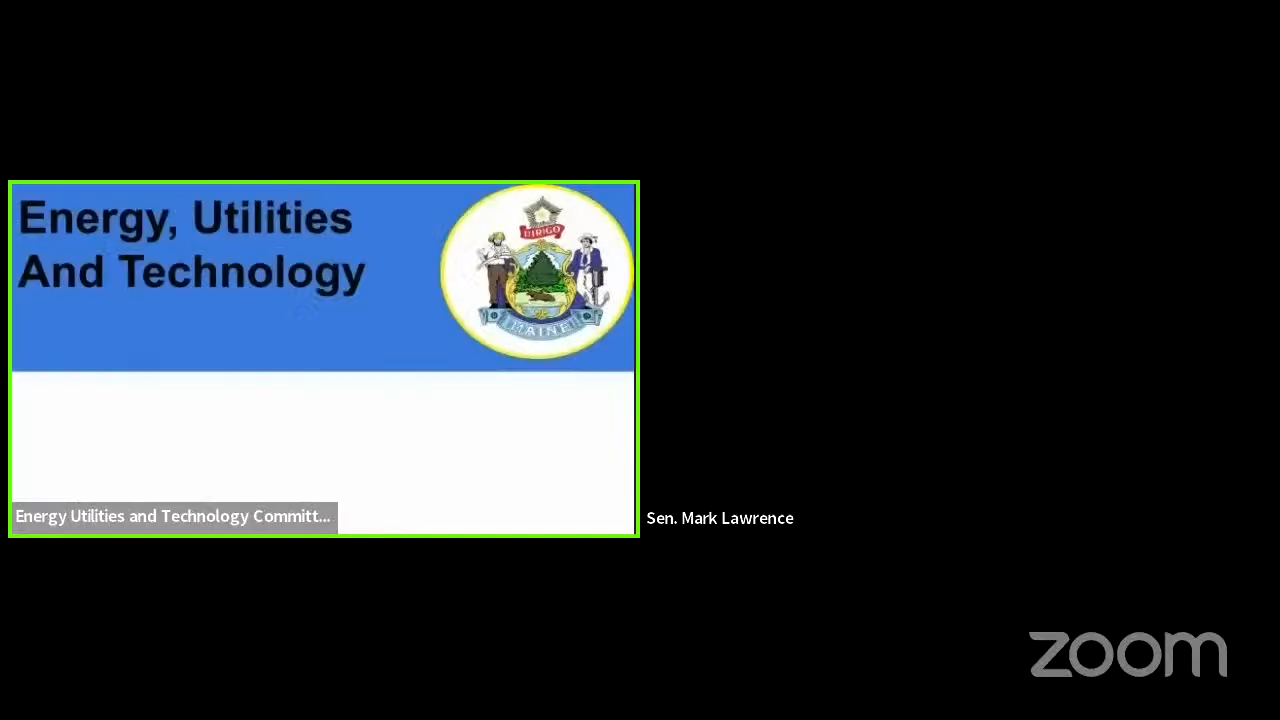 Energy, Utilities
And Technology
DIRIGO
MAINE
Energy Utilities and Technology Committ...
Sen. Mark Lawrence
zoom